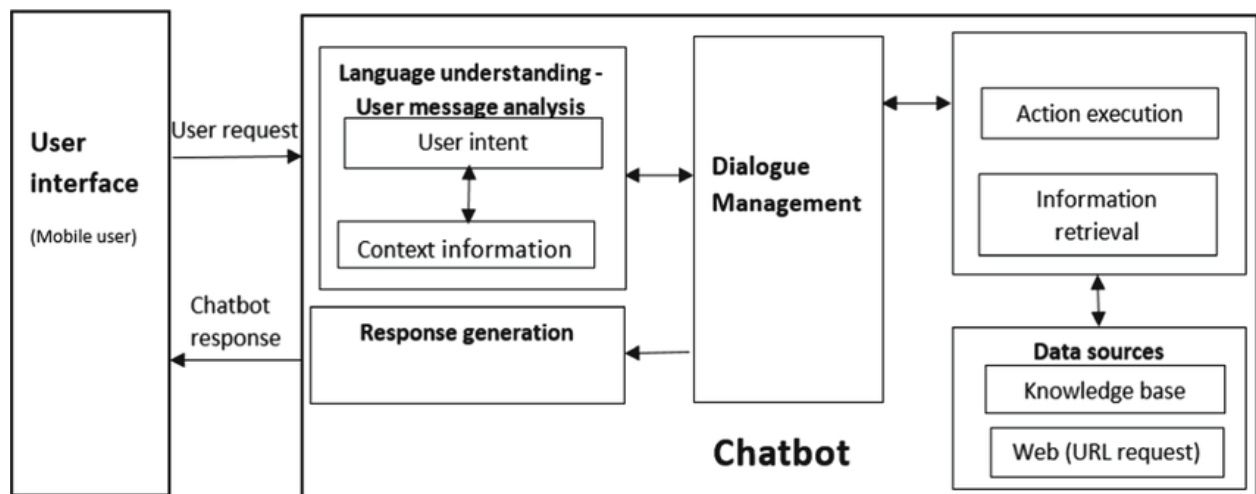 User
interface
(Mobile user)
User request
Chatbot
response
Language understanding -
User message analysis
User intent
Context information
Response generation
Dialogue
Management
Action execution
Information
retrieval
Data sources
Knowledge base
Web (URL request)
Chatbot